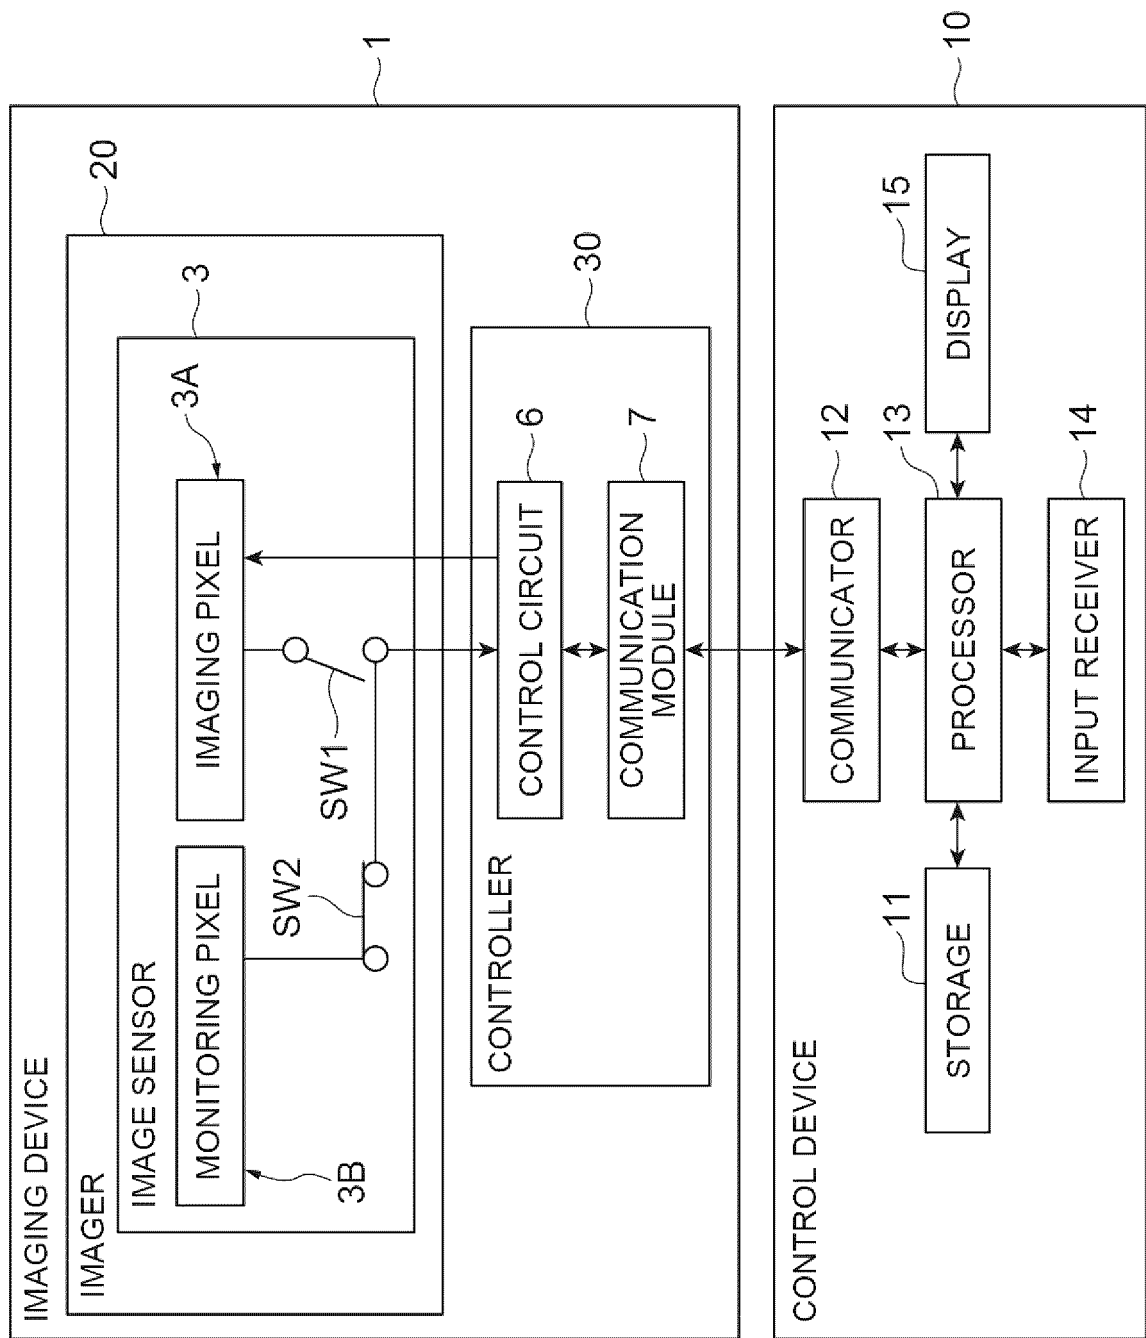 IMAGING DEVICE
1
IMAGER
20
IMAGE SENSOR
3
MONITORING PIXEL
3B
IMAGING PIXEL
3A
SW2
SW1
CONTROLLER
30
CONTROL CIRCUIT
6
COMMUNICATION
MODULE
7
CONTROL DEVICE
10
COMMUNICATOR
12
STORAGE
11
PROCESSOR
13
DISPLAY
15
INPUT RECEIVER
14